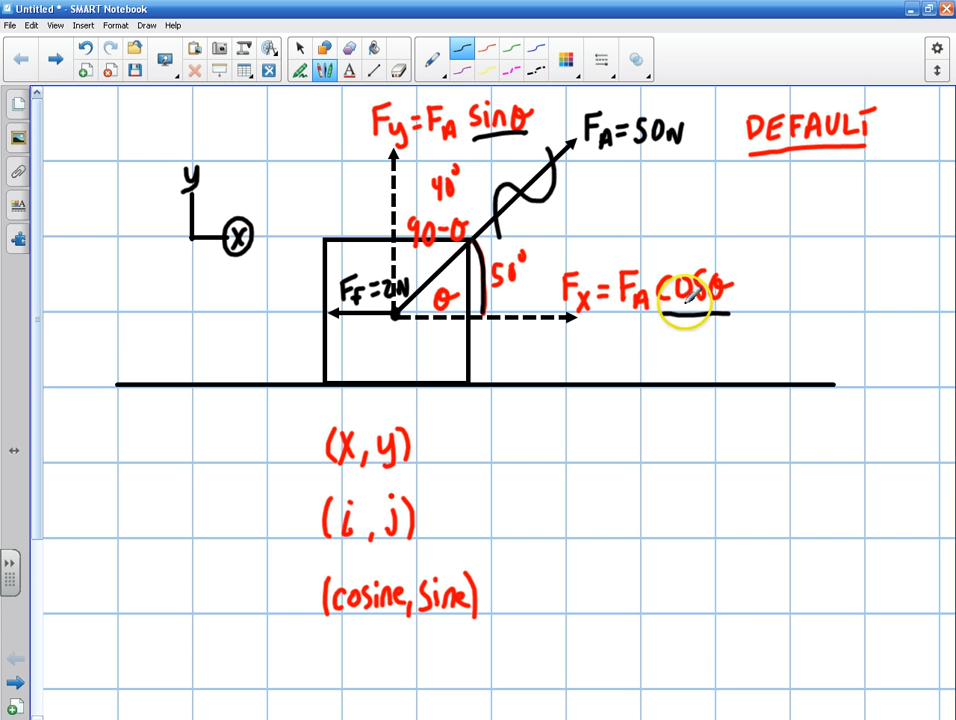 Untitled * - SMART Notebook
File Edit View Insert Format Draw Help
Fy = FA sinθ
FA = 50N
DEFAULT
y
40°
90-θ
x
50°
Ff = 2N
θ
Fx = FA cosθ
(x, y)
(i, j)
(cosine, sine)